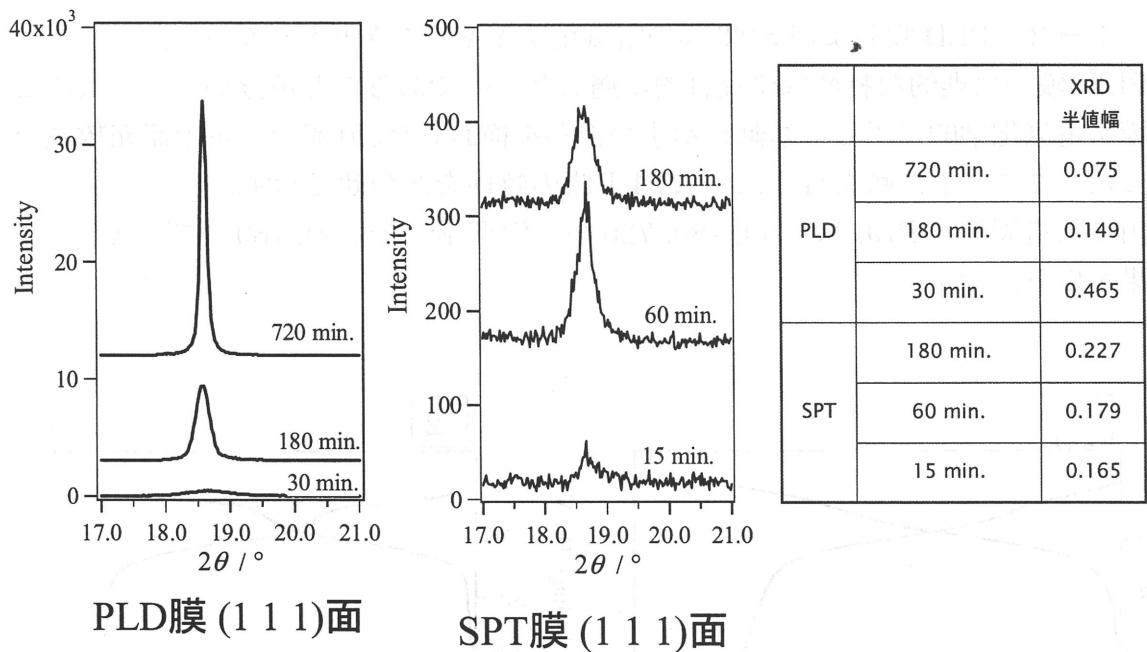 40x10³
30
20
10
0
Intensity
720 min.
180 min.
30 min.
17.0 18.0 19.0 20.0 21.0
2θ / °
PLD膜 (1 1 1)面
500
400
300
200
100
0
Intensity
180 min.
60 min.
15 min.
17.0 18.0 19.0 20.0 21.0
2θ / °
SPT膜 (1 1 1)面
XRD
半値幅
PLD
720 min. 0.075
180 min. 0.149
30 min. 0.465
SPT
180 min. 0.227
60 min. 0.179
15 min. 0.165